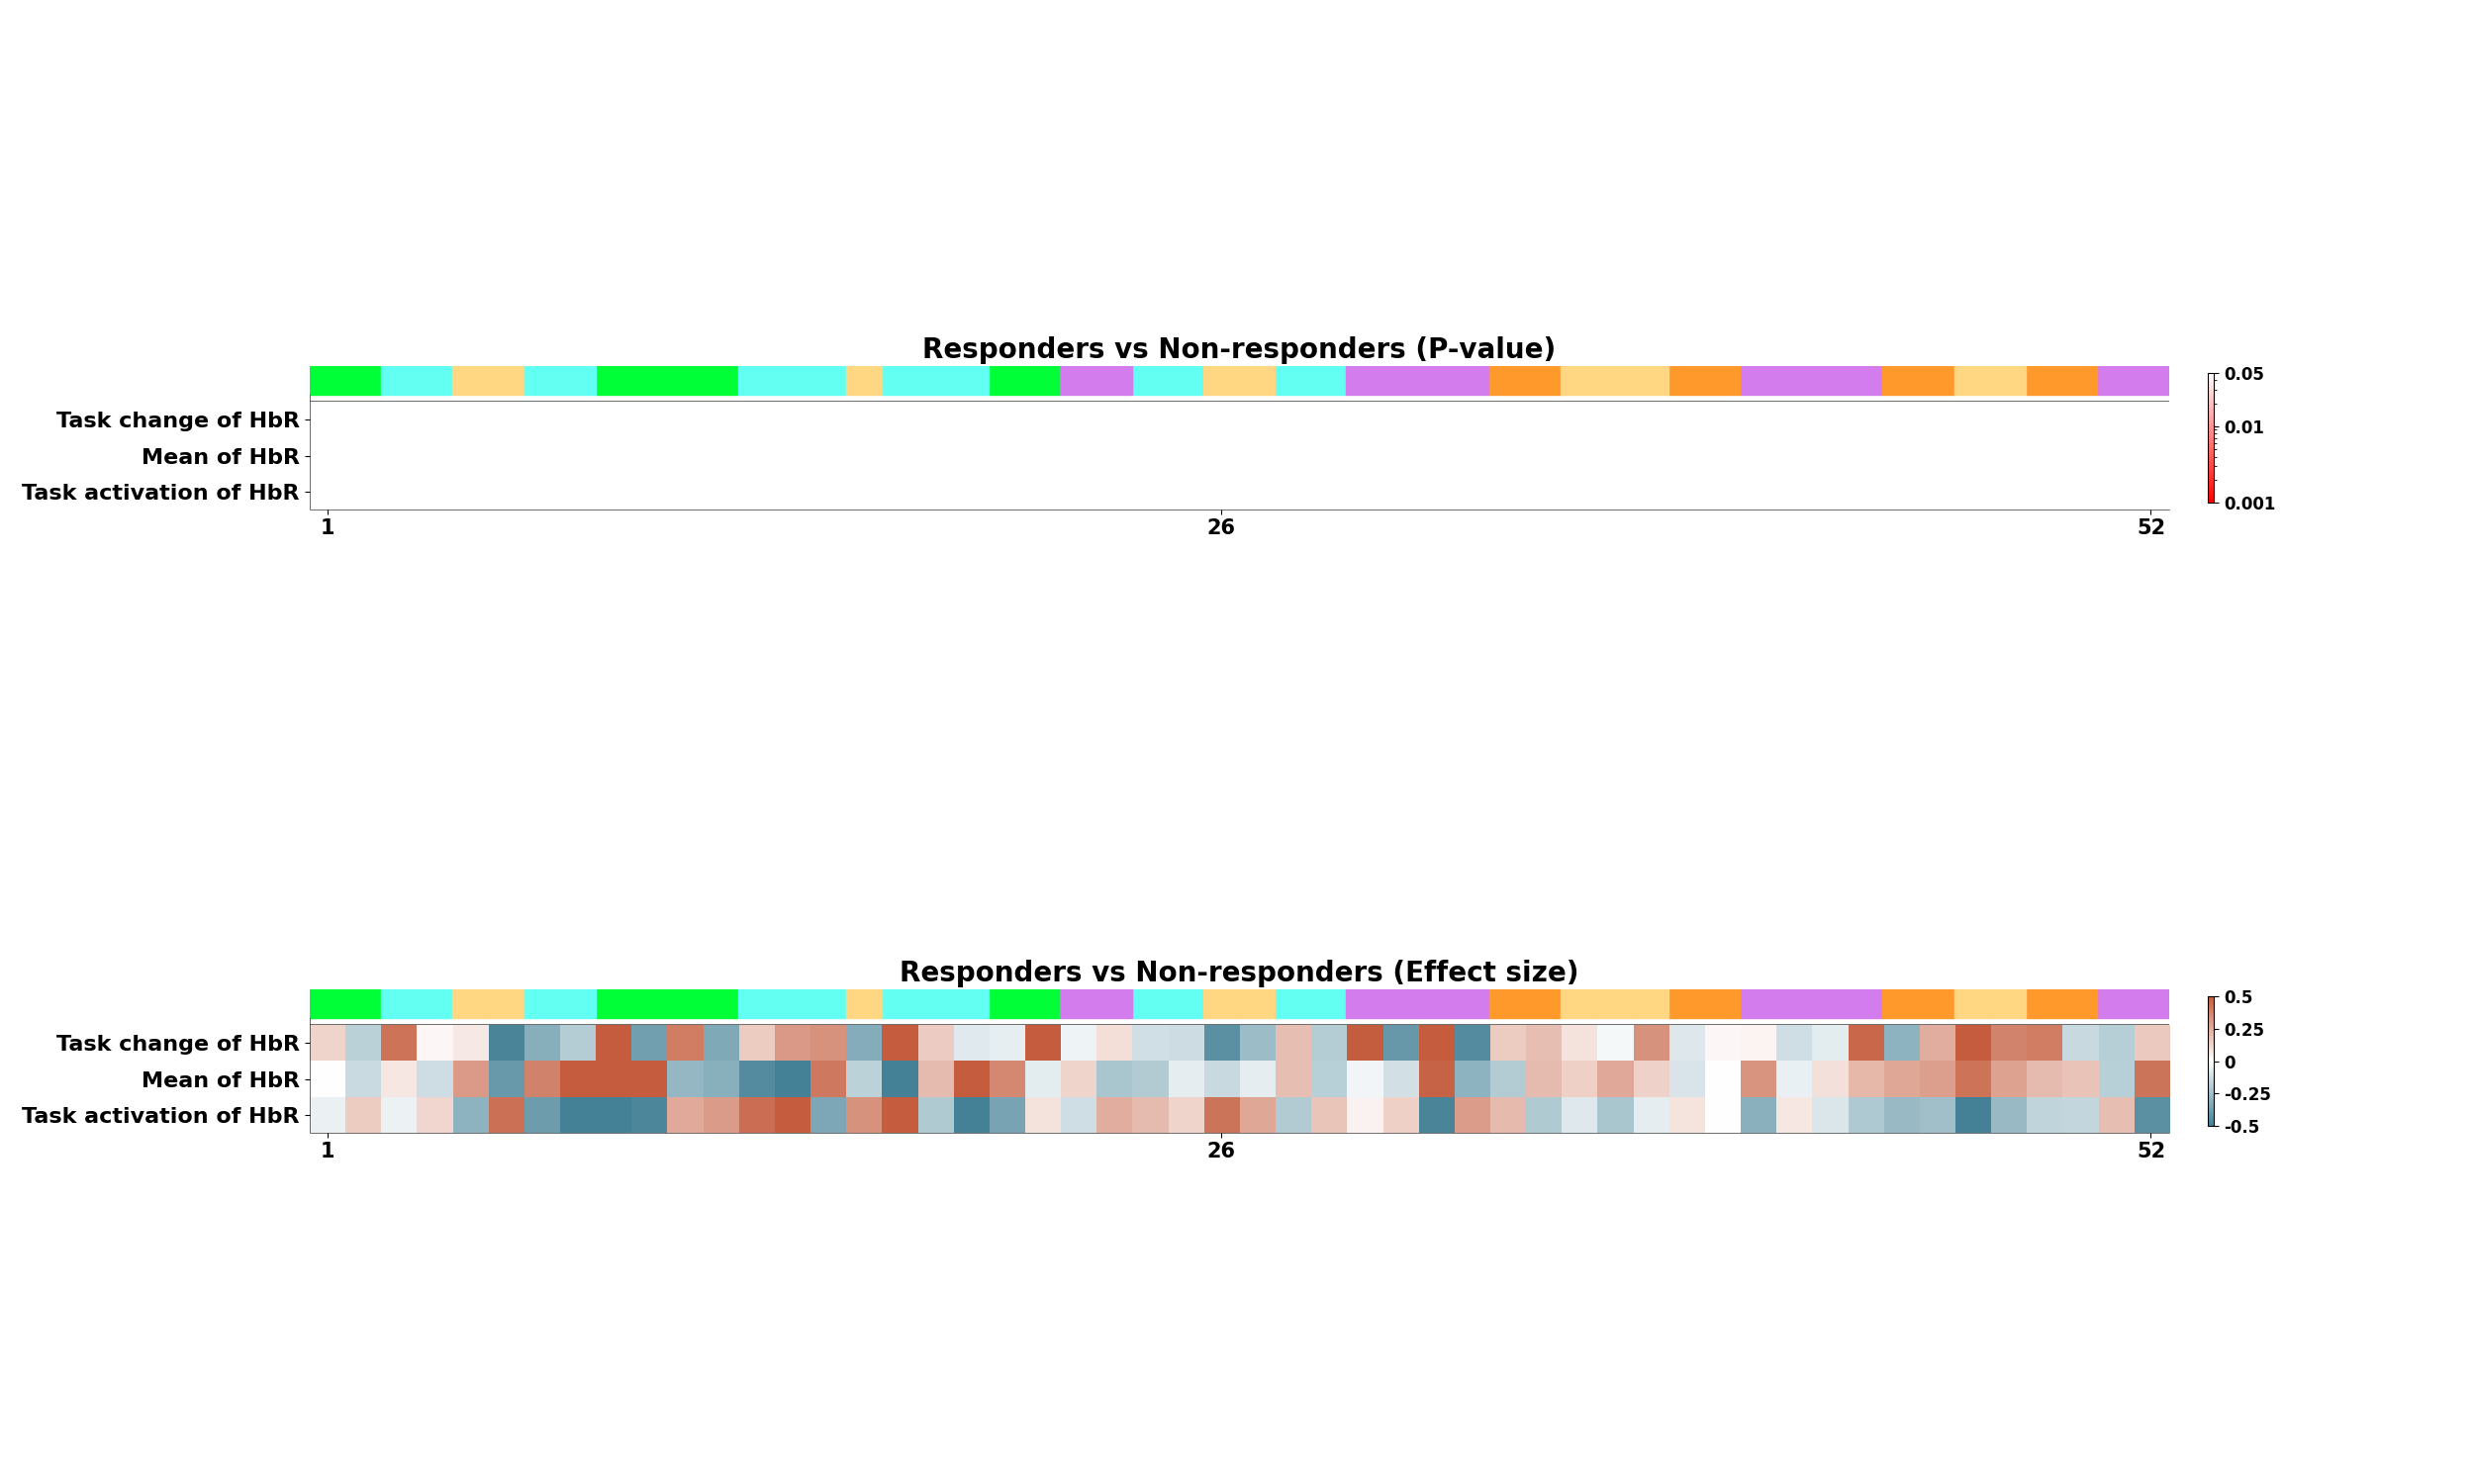 Responders vs Non-responders (P-value)
Task change of HbR
Mean of HbR
Task activation of HbR
1 26 52
0.05
0.01
0.001
Responders vs Non-responders (Effect size)
Task change of HbR
Mean of HbR
Task activation of HbR
1 26 52
0.5
0.25
0
-0.25
-0.5